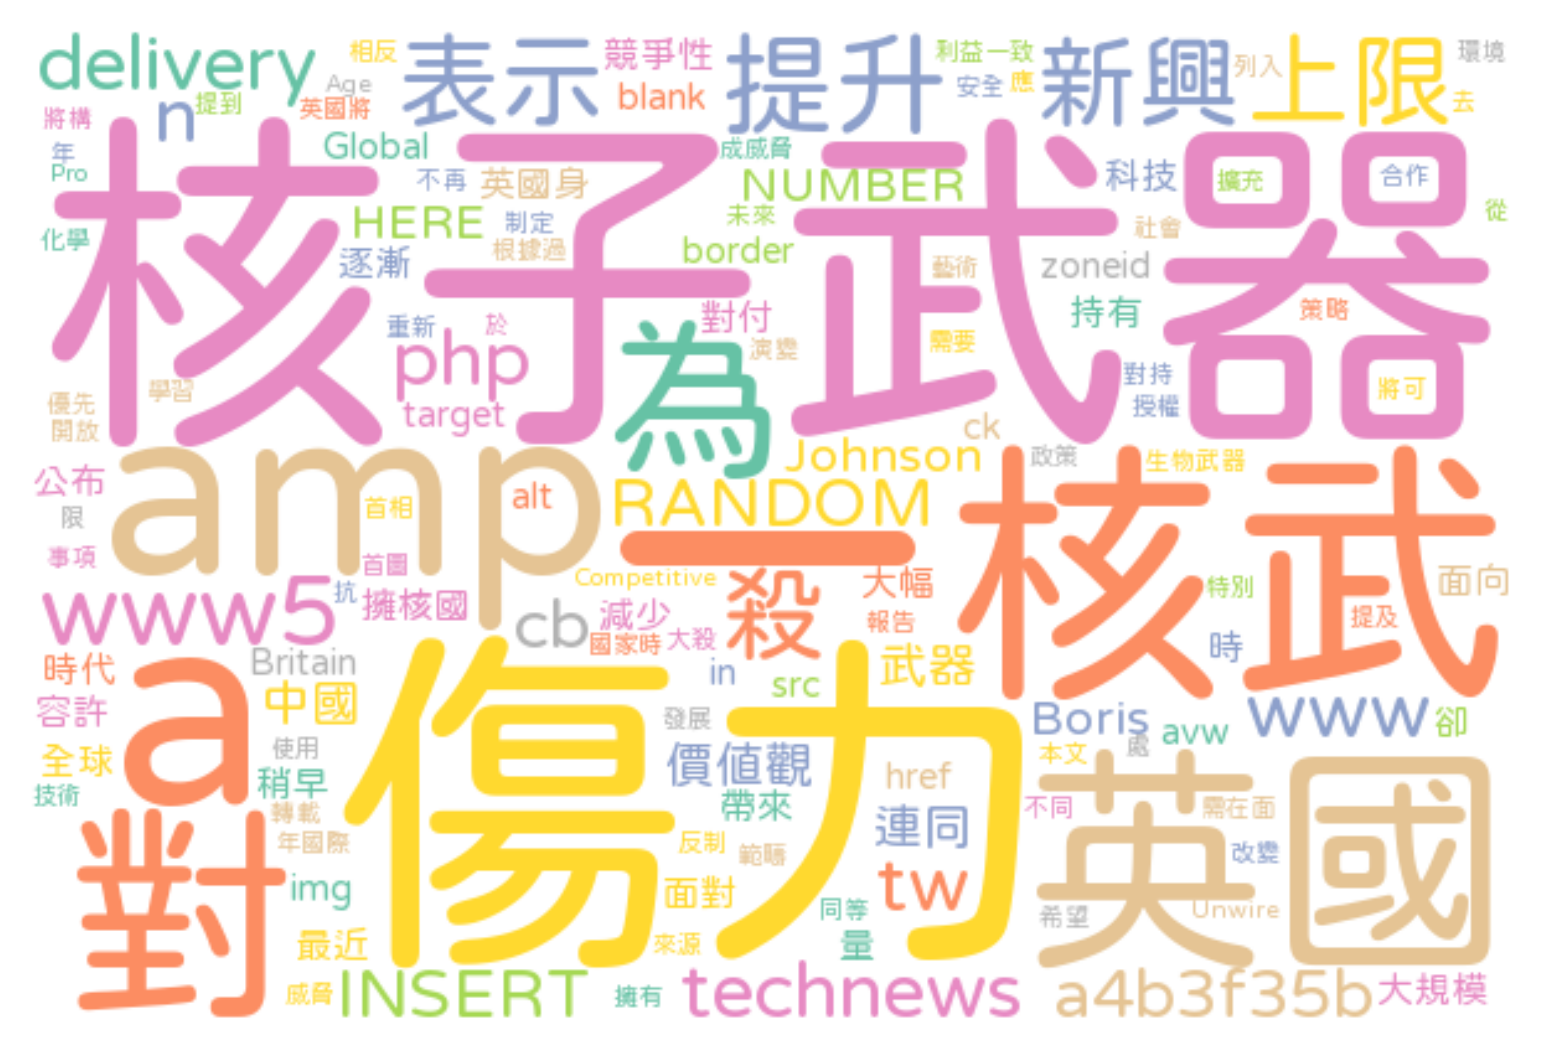 delivery
相反
表示
競爭性
提升
利益一致
新興
列入
上限
環境
Age
blank
安全
應
將構
n
提到
英國將
去
年
Global
成威脅
Pro
不再
英國身
NUMBER
科技
擴充
合作
核子武器
HERE
制定
未來
社會
從
化學
逐漸
根據過
border
藝術
zoneid
重新
於
對付
持有
策略
php
為
演變
需要
對持
將可
優先
學習
target
授權
開放
ck
公布
amp
首相
alt
Johnson
政策
生物武器
限
RANDOM
核武
事項
首圖
一
www5
抗
擁核國
Competitive
殺
大幅
特別
面向
cb
減少
國家時
大殺
報告
提及
時代
a
Britain
in
src
武器
時
容許
中國
傷力
發展
Boris
avw
www
卻
全球
使用
價值觀
本文
處
技術
稍早
帶來
href
英國
對
轉載
連同
不同
需在面
年國際
反制
範疇
改變
img
面對
tw
同等
希望
Unwire
最近
來源
量
威脅
INSERT
擁有
technews
a4b3f35b
大規模